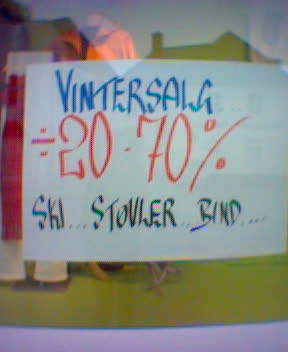 VINTERSALG
÷20-70%
SKI... STØVLER.. BIND....